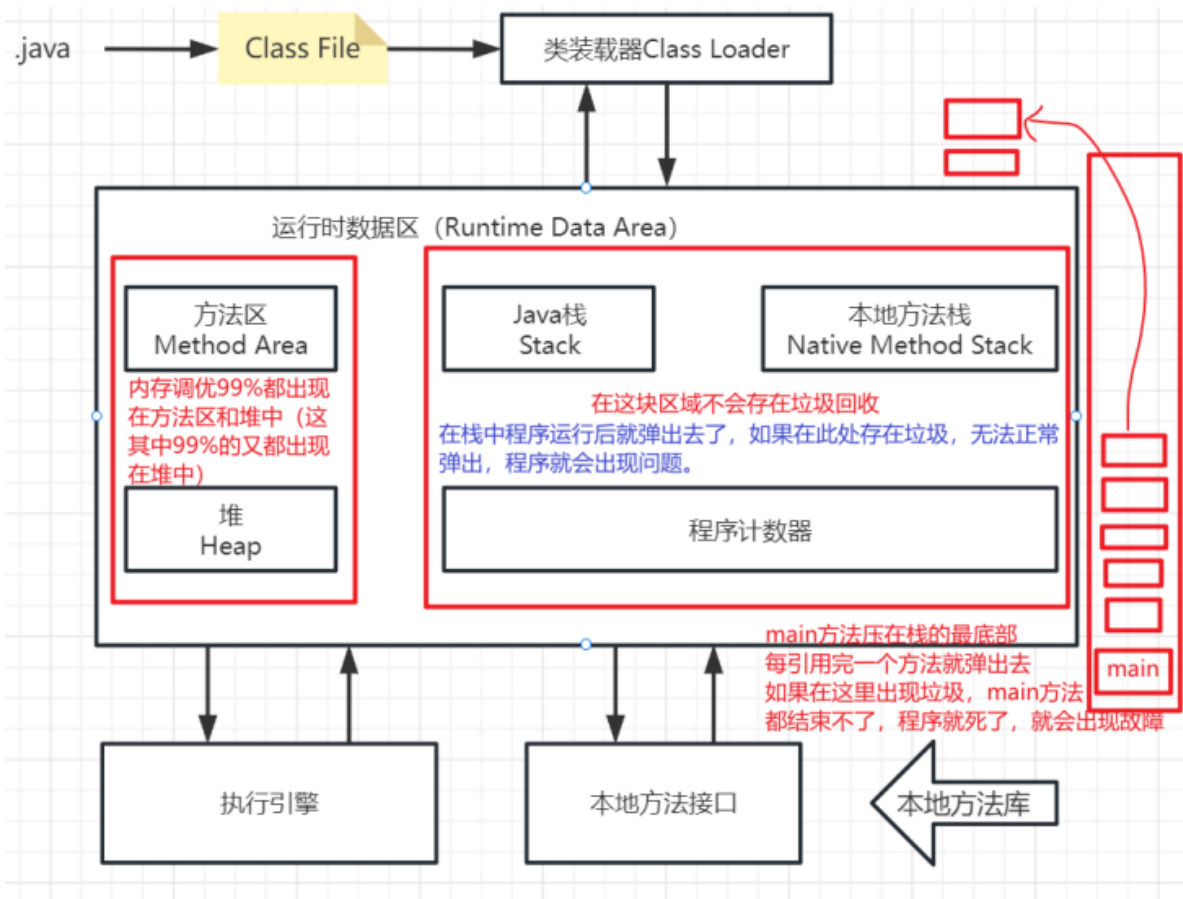 .java
Class File
类装载器Class Loader
运行时数据区（Runtime Data Area）
方法区
Method Area
Java栈
Stack
本地方法栈
Native Method Stack
内存调优99%都出现
在方法区和堆中（这
其中99%的又都出现
在堆中）
在这块区域不会存在垃圾回收
在栈中程序运行后就弹出去了，如果在此处存在垃圾，无法正常
弹出，程序就会出现问题。
堆
Heap
程序计数器
main方法压在栈的最底部
每引用完一个方法就弹出去
如果在这里出现垃圾，main方法
都结束不了，程序就死了，就会出现故障
main
执行引擎
本地方法接口
本地方法库